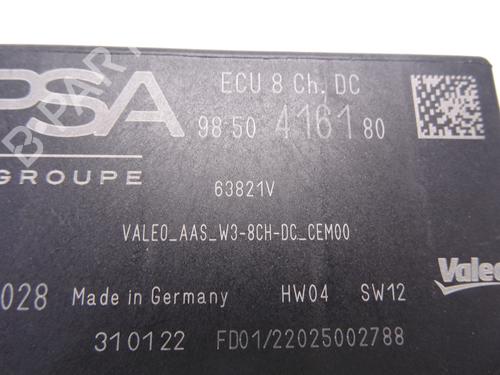 PSA ECU 8 Ch. DC
98 50 4161 80
GROUPE
63821V
VALEO_AAS_W3-8CH-DC_CEM00
028 Made in Germany HW04 SW12 Valeo
310122 FD01/22025002788